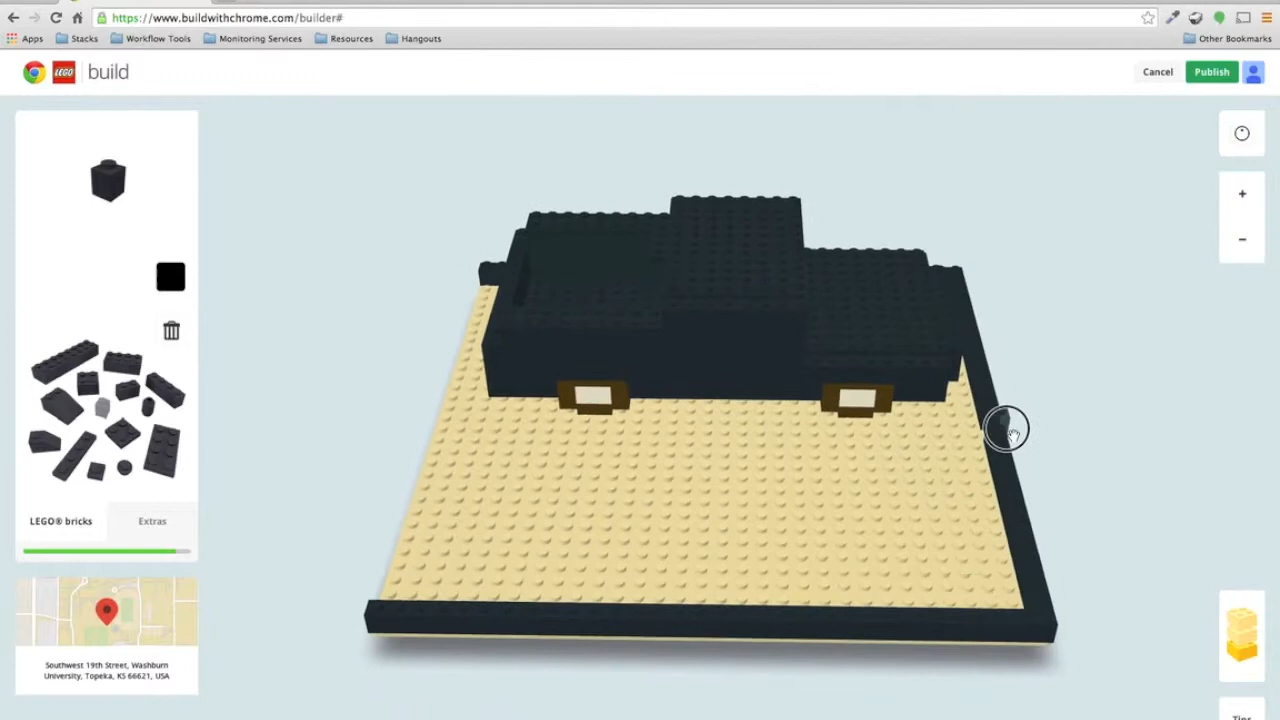 https://www.buildwithchrome.com/builder#
Apps Stacks Workflow Tools Monitoring Services Resources Hangouts Other Bookmarks
LEGO build Cancel Publish
+
-
LEGO® bricks Extras
Southwest 19th Street, Washburn
University, Topeka, KS 66621, USA